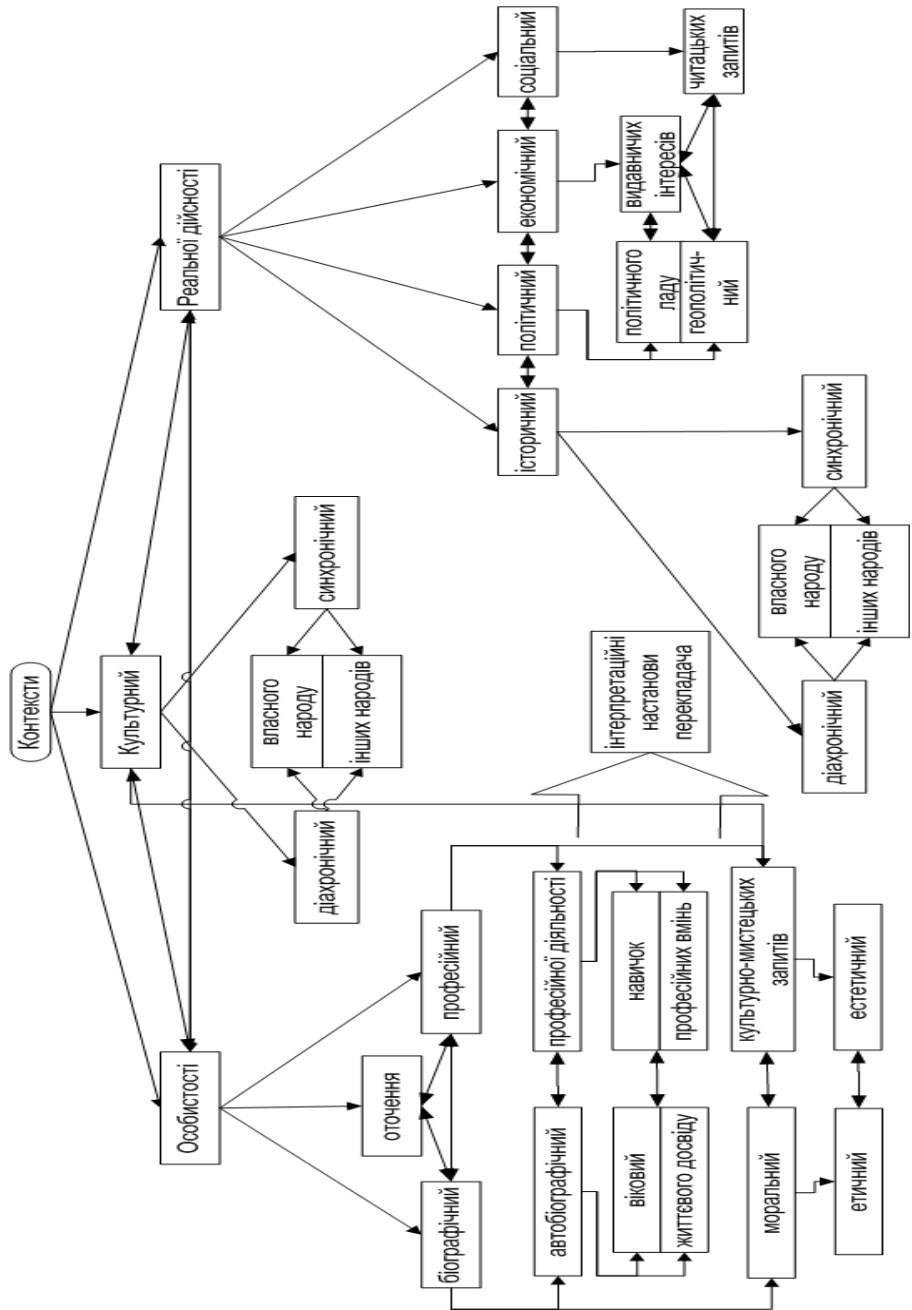 Контексти
Особистості
Культурний
Реальної дійсності
біографічний
оточення
професійний
діахронічний
власного
народу
інших народів
синхронічний
історичний
політичний
економічний
соціальний
автобіографічний
професійної діяльності
віковий
життєвого досвіду
навичок
професійних вмінь
моральний
культурно-мистецьких
запитів
етичний
естетичний
інтерпретаційні
настанови
перекладача
політичного
ладу
геополітич-
ний
видавничих
інтересів
читацьких
запитів
діахронічний
власного
народу
інших народів
синхронічний